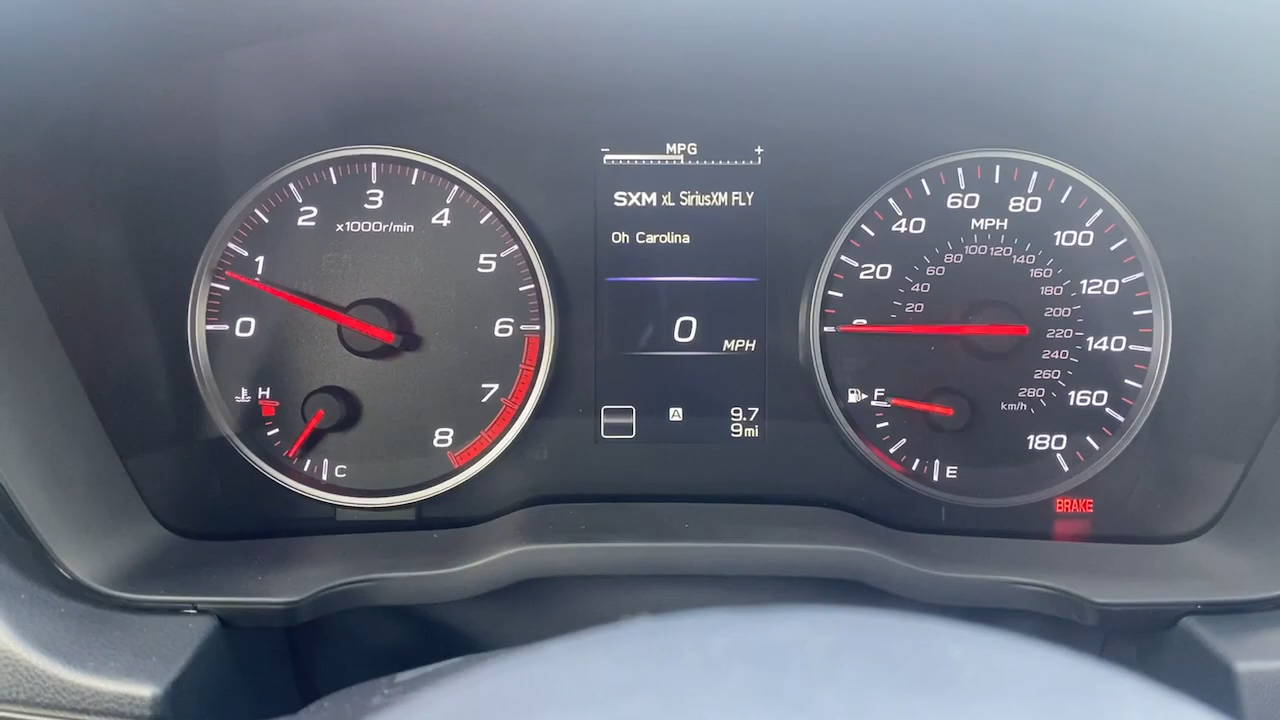 MPG
- +
SXM xL SiriusXM FLY
Oh Carolina
0
MPH
A
9.7
9mi
0
1
2
3
4
5
6
7
8
x1000r/min
H
C
20
40
60
80
100
120
140
160
180
MPH
20
40
60
80
100
120
140
160
180
200
220
240
260
280
km/h
F
E
BRAKE